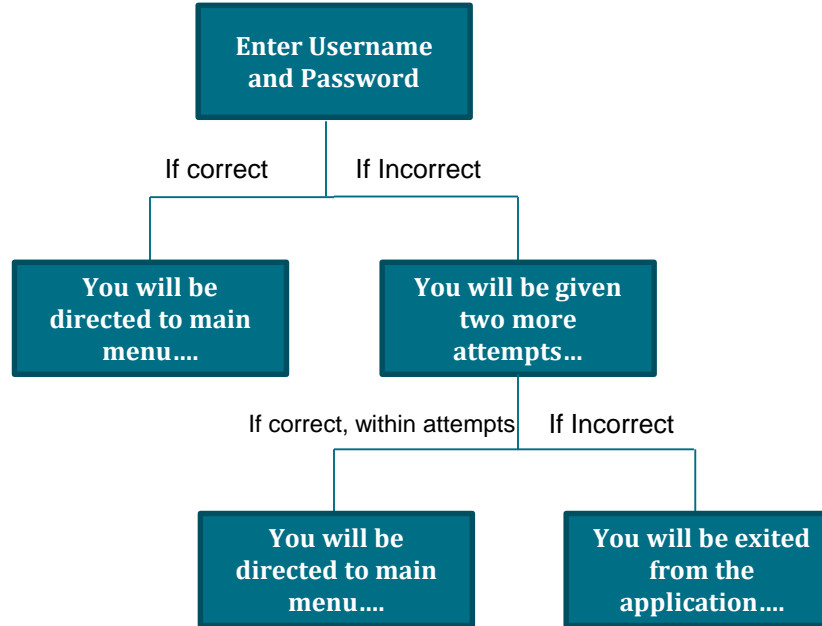 Enter Username
and Password
If correct
If Incorrect
You will be
directed to main
menu....
You will be given
two more
attempts...
If correct, within attempts
If Incorrect
You will be
directed to main
menu....
You will be exited
from the
application....